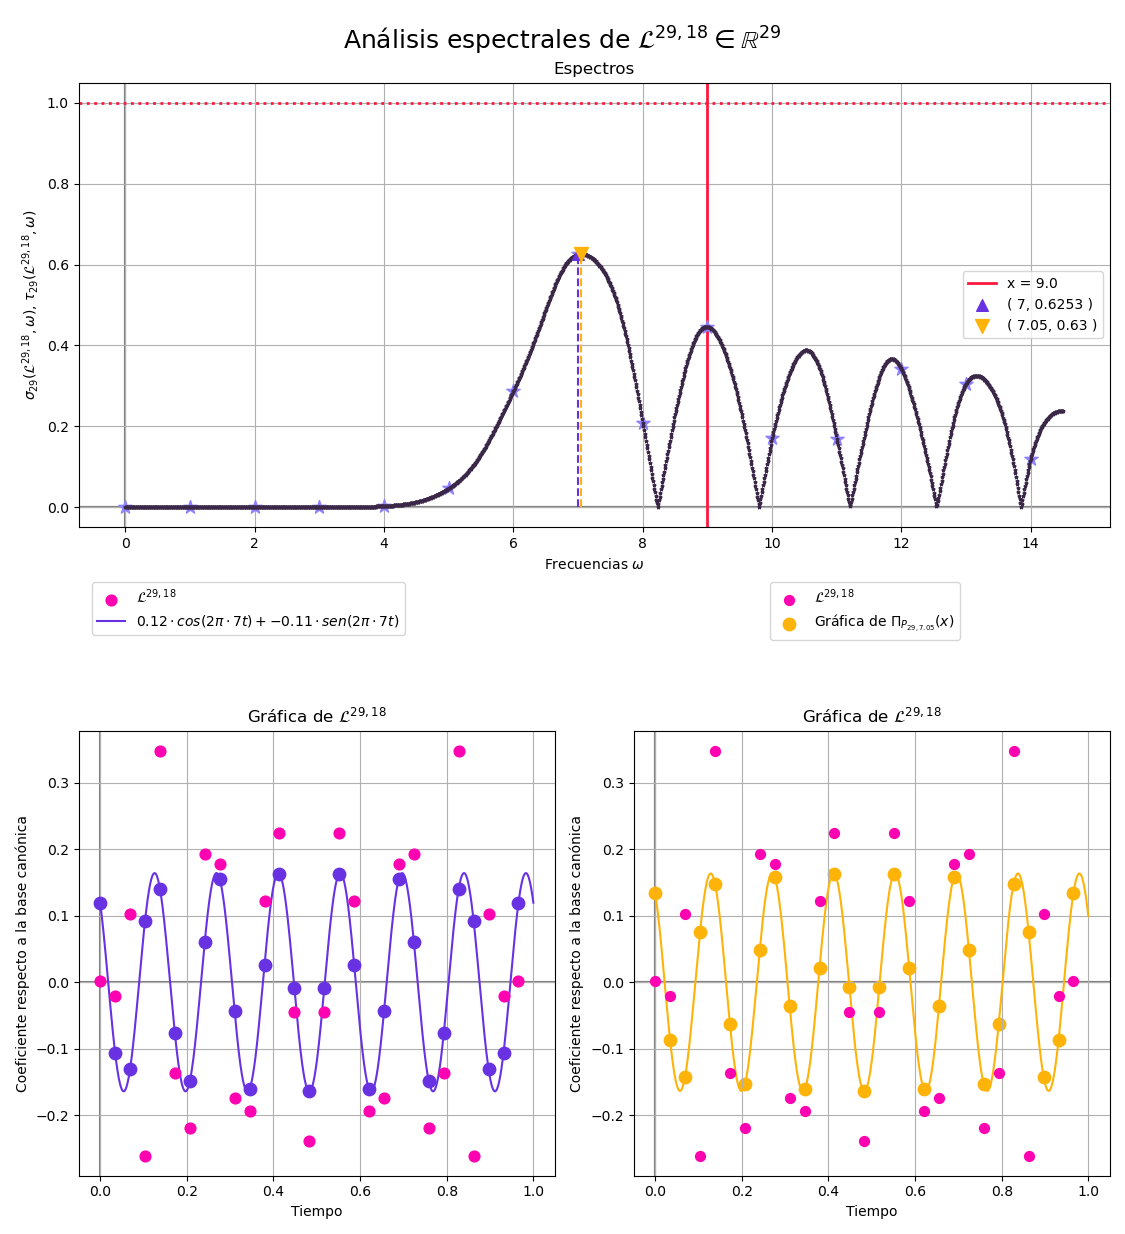 Análisis espectrales de 𝓛^{29,18} ∈ ℝ^{29}
Espectros
σ_{29}(𝓛^{29,18}, ω), τ_{29}(𝓛^{29,18}, ω)
1.0
0.8
0.6
0.4
0.2
0.0
x = 9.0
( 7, 0.6253 )
( 7.05, 0.63 )
0 2 4 6 8 10 12 14
Frecuencias ω
𝓛^{29,18}
0.12 · cos(2π · 7t) + −0.11 · sen(2π · 7t)
𝓛^{29,18}
Gráfica de Π_{P_{29,7.05}}(x)
Gráfica de 𝓛^{29,18}
Coeficiente respecto a la base canónica
0.3
0.2
0.1
0.0
−0.1
−0.2
0.0 0.2 0.4 0.6 0.8 1.0
Tiempo
Gráfica de 𝓛^{29,18}
Coeficiente respecto a la base canónica
0.3
0.2
0.1
0.0
−0.1
−0.2
0.0 0.2 0.4 0.6 0.8 1.0
Tiempo